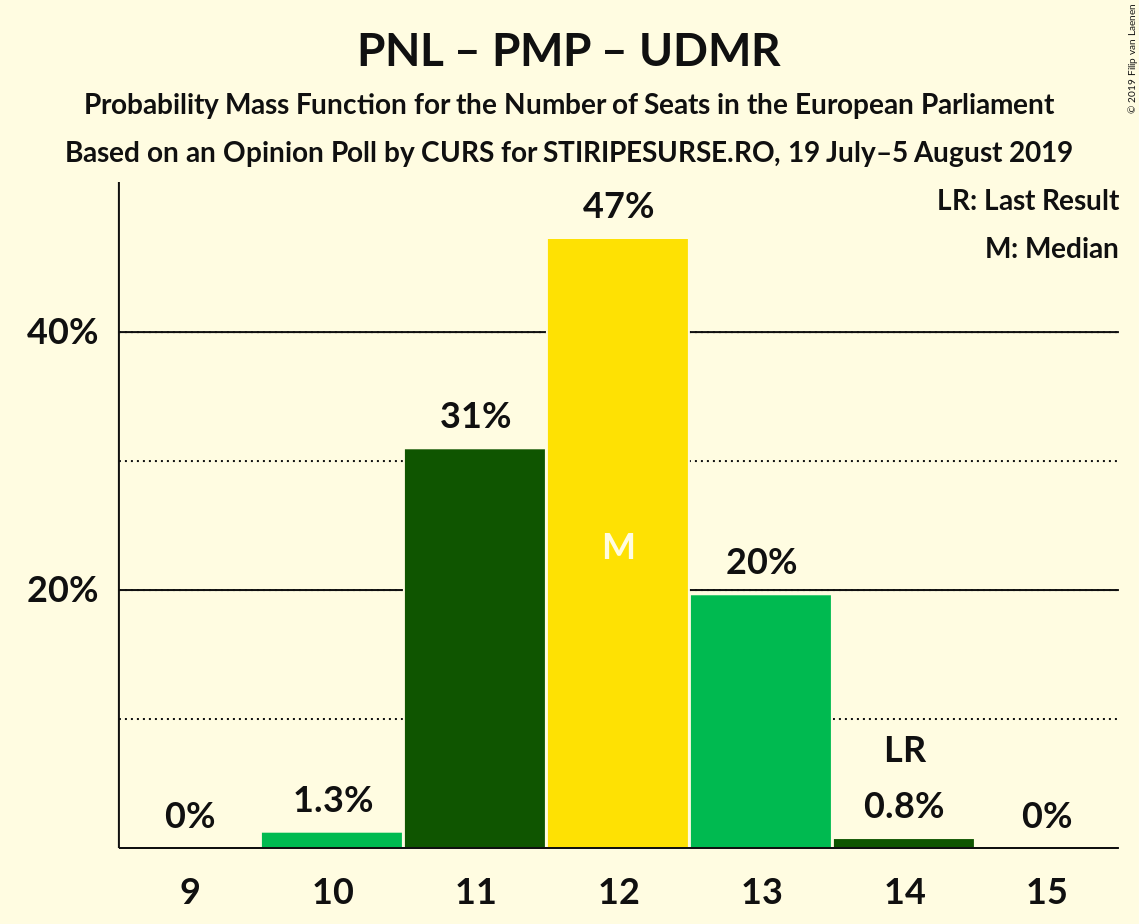 PNL – PMP – UDMR
Probability Mass Function for the Number of Seats in the European Parliament
Based on an Opinion Poll by CURS for STIRIPESURSE.RO, 19 July–5 August 2019
© 2019 Filip van Laenen
LR: Last Result
M: Median
47%
40%
31%
M
20%
20%
LR
0%
1.3%
0.8%
0%
9
10
11
12
13
14
15